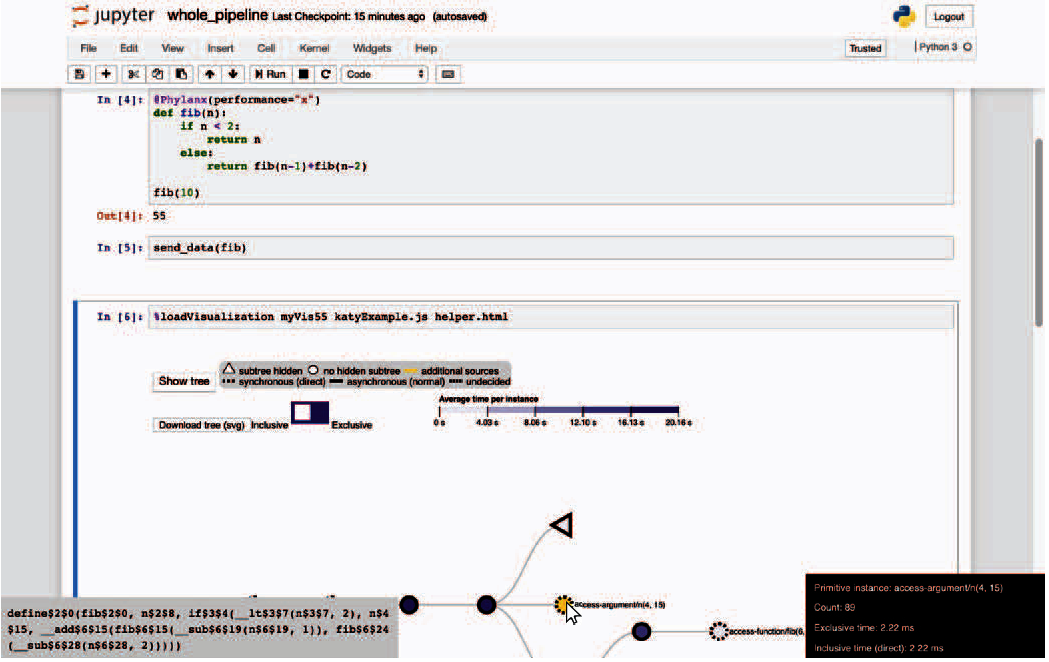 jupyter whole_pipeline Last Checkpoint: 15 minutes ago (autosaved)
Logout
File Edit View Insert Cell Kernel Widgets Help
Trusted | Python 3 O
Run Code
In [4]: @Phylanx(performance="x")
def fib(n):
if n < 2:
return n
else:
return fib(n-1)+fib(n-2)
fib(10)
Out[4]: 55
In [5]: send_data(fib)
In [6]: %loadVisualization myVis55 katyExample.js helper.html
Show tree
subtree hidden no hidden subtree additional sources
synchronous (direct) asynchronous (normal) undecided
Download tree (svg) Inclusive Exclusive
Average time per instance
0 s 4.03 s 8.06 s 12.10 s 16.13 s 20.16 s
access-argument/n(4, 15)
access-function/fib(6,
define$2$0(fib$2$0, n$2$8, if$3$4(__lt$3$7(n$3$7, 2), n$4
$15, __add$6$15(fib$6$15(__sub$6$19(n$6$19, 1)), fib$6$24
(__sub$6$28(n$6$28, 2)))))
Primitive instance: access-argument/n(4, 15)
Count: 89
Exclusive time: 2.22 ms
Inclusive time (direct): 2.22 ms